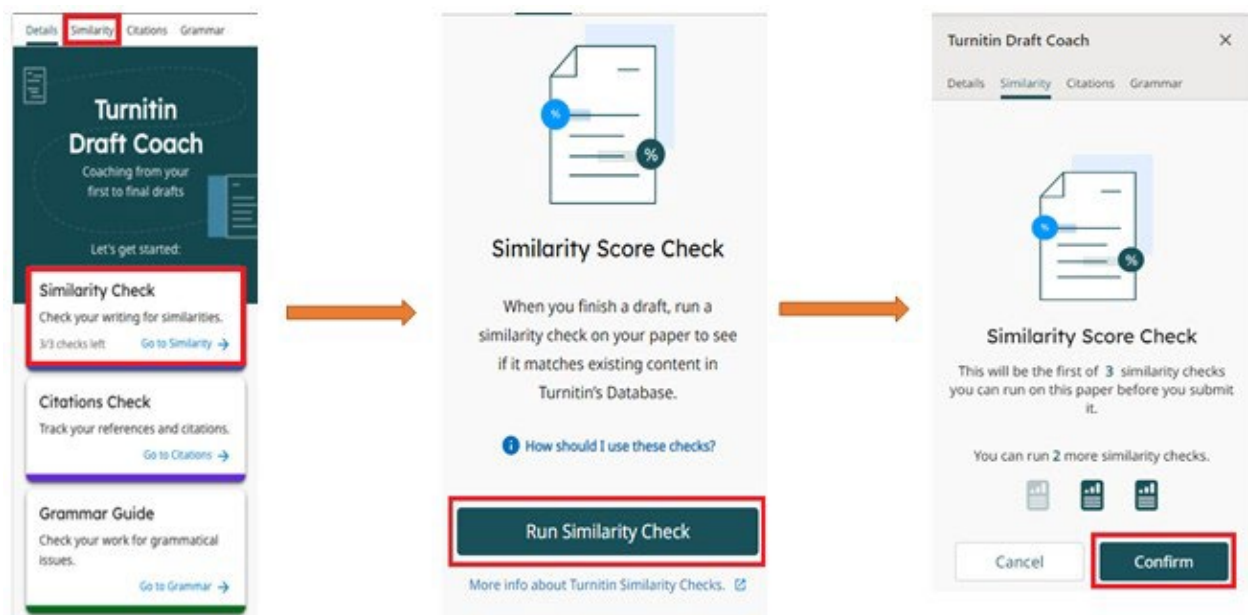 Details Similarity Citations Grammar
Turnitin
Draft Coach
Coaching from your
first to final drafts
Let's get started:
Similarity Check
Check your writing for similarities.
3/3 checks left Go to Similarity →
Citations Check
Track your references and citations.
Go to Citations →
Grammar Guide
Check your work for grammatical
issues.
Go to Grammar →
%
%
Similarity Score Check
When you finish a draft, run a
similarity check on your paper to see
if it matches existing content in
Turnitin's Database.
i How should I use these checks?
Run Similarity Check
More info about Turnitin Similarity Checks.
Turnitin Draft Coach ×
Details Similarity Citations Grammar
%
%
Similarity Score Check
This will be the first of 3 similarity checks
you can run on this paper before you submit
it.
You can run 2 more similarity checks.
Cancel Confirm